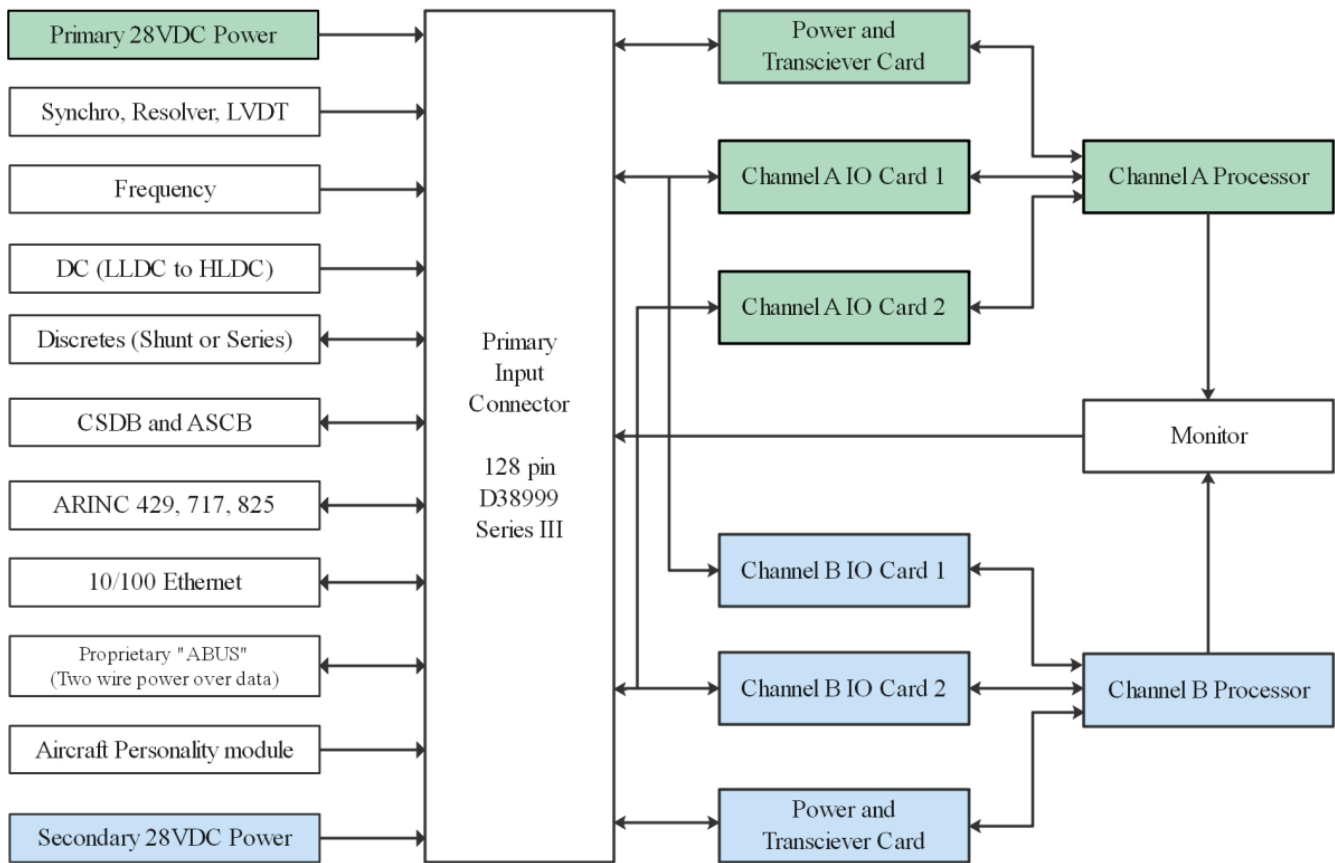 Primary 28VDC Power
Synchro, Resolver, LVDT
Frequency
DC (LLDC to HLDC)
Discretes (Shunt or Series)
CSDB and ASCB
ARINC 429, 717, 825
10/100 Ethernet
Proprietary "ABUS"
(Two wire power over data)
Aircraft Personality module
Secondary 28VDC Power
Primary
Input
Connector
128 pin
D38999
Series III
Power and
Transciever Card
Channel A IO Card 1
Channel A IO Card 2
Channel B IO Card 1
Channel B IO Card 2
Power and
Transciever Card
Channel A Processor
Monitor
Channel B Processor